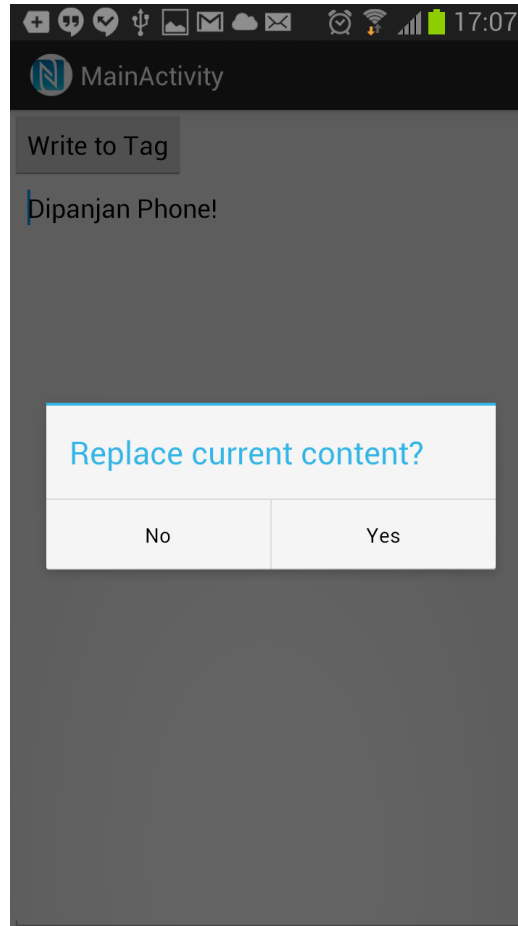 17:07
MainActivity
Write to Tag
Dipanjan Phone!
Replace current content?
No Yes